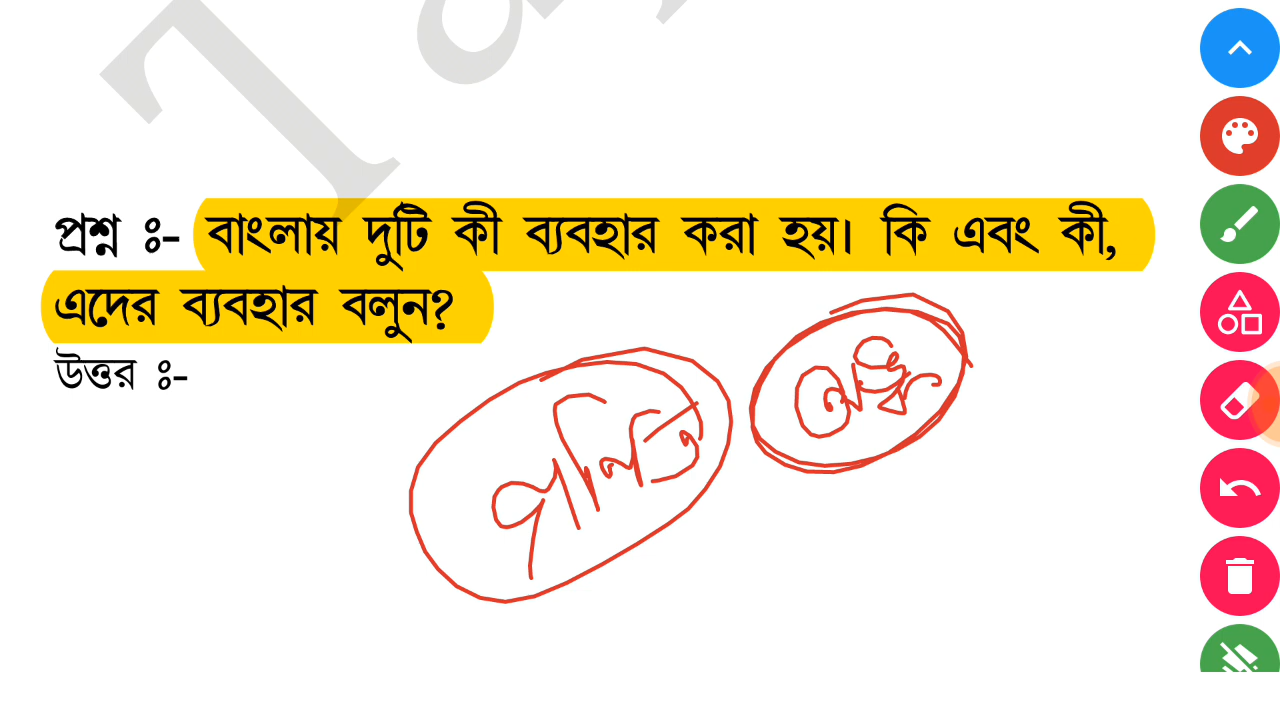 প্রশ্ন ঃ- বাংলায় দুটি কী ব্যবহার করা হয়। কি এবং কী,
এদের ব্যবহার বলুন?
উত্তর ঃ-